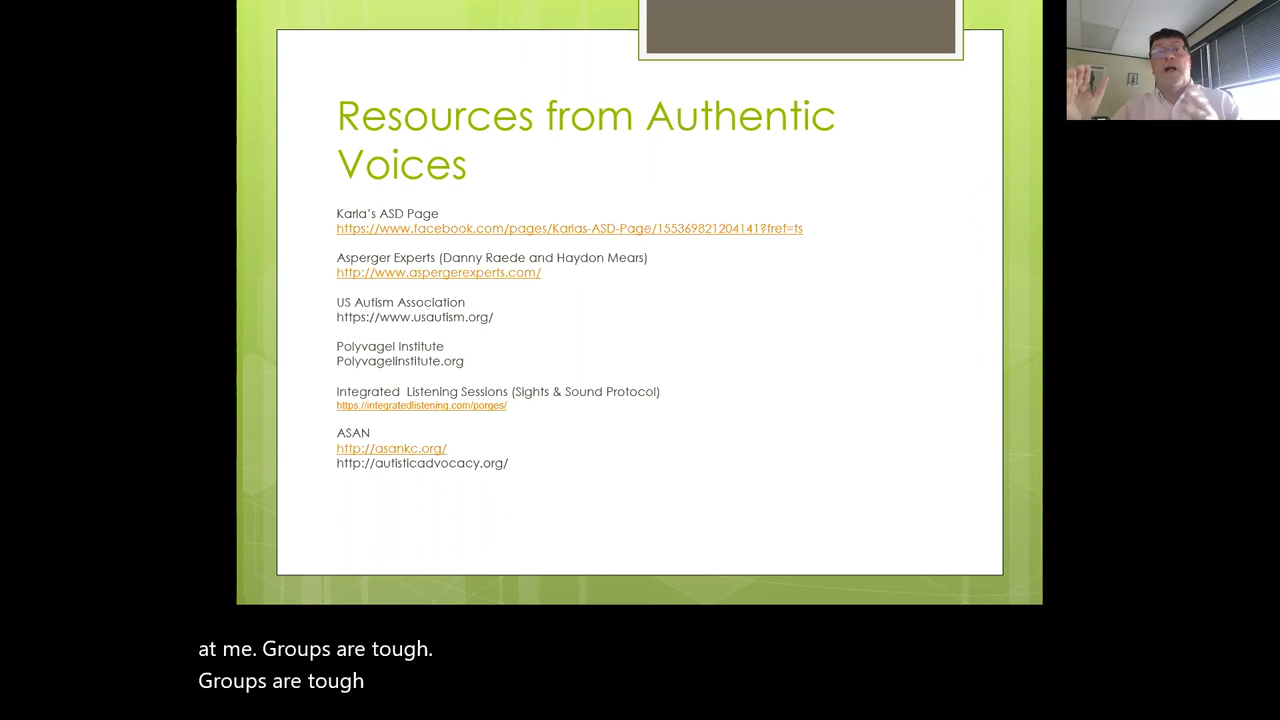 Resources from Authentic
Voices
Karla's ASD Page
https://www.facebook.com/pages/Karlas-ASD-Page/155369821204141?fref=ts
Asperger Experts (Danny Raede and Haydon Mears)
http://www.aspergerexperts.com/
US Autism Association
https://www.usautism.org/
Polyvagel Institute
Polyvagelinstitute.org
Integrated  Listening Sessions (Sights & Sound Protocol)
https://integratedlistening.com/porges/
ASAN
http://asankc.org/
http://autisticadvocacy.org/
at me. Groups are tough.
Groups are tough